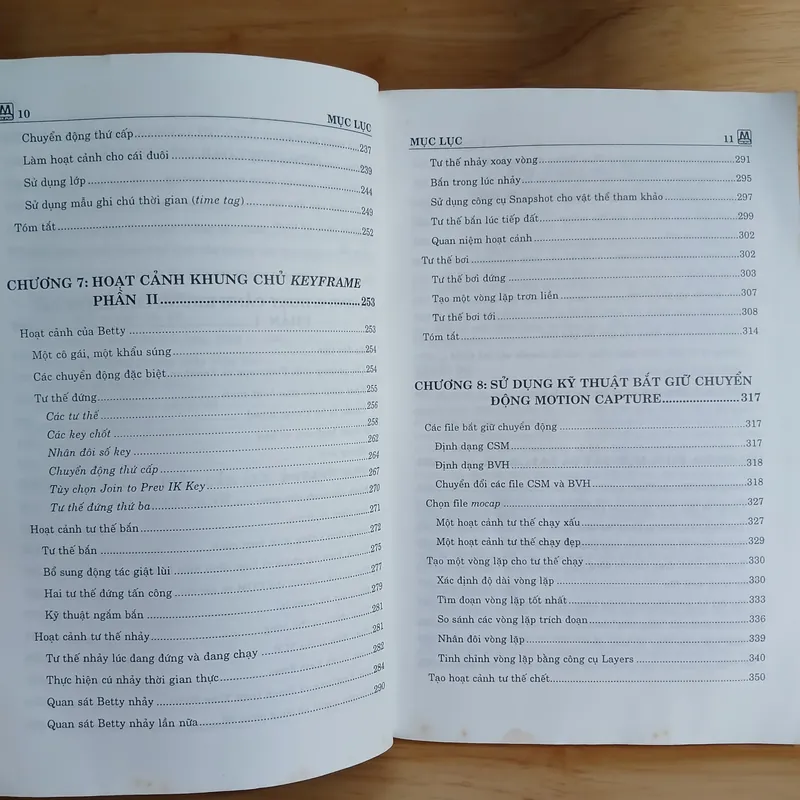 10
MỤC LỤC
Chuyển động thứ cấp........237
Làm hoạt cảnh cho cái đuôi........239
Sử dụng lớp........244
Sử dụng mẫu ghi chú thời gian (time tag)........249
Tóm tắt........252
CHƯƠNG 7: HOẠT CẢNH KHUNG CHỦ KEYFRAME
PHẦN II........253
Hoạt cảnh của Betty........253
Một cô gái, một khẩu súng........254
Các chuyển động đặc biệt........254
Tư thế đứng........255
Các tư thế........256
Các key chốt........258
Nhân đôi số key........262
Chuyển động thứ cấp........264
Tùy chọn Join to Prev IK Key........267
Tư thế đứng thứ ba........270
271
Hoạt cảnh tư thế bắn........272
Tư thế bắn........275
Bổ sung động tác giật lùi........277
Hai tư thế đứng tấn công........279
Kỹ thuật ngắm bắn........281
Hoạt cảnh tư thế nhảy........281
Tư thế nhảy lúc đang đứng và đang chạy........282
Thực hiện cú nhảy thời gian thực........284
Quan sát Betty nhảy........290
Quan sát Betty nhảy lần nữa........
MỤC LỤC
11
Tư thế nhảy xoay vòng........291
Bắn trong lúc nhảy........295
Sử dụng công cụ Snapshot cho vật thể tham khảo........297
Tư thế bắn lúc tiếp đất........299
Quan niệm hoạt cảnh........302
Tư thế bơi........302
Tư thế bơi đứng........303
Tạo một vòng lặp trơn liền........307
Tư thế bơi tới........308
Tóm tắt........314
CHƯƠNG 8: SỬ DỤNG KỸ THUẬT BẮT GIỮ CHUYỂN
ĐỘNG MOTION CAPTURE........317
Các file bắt giữ chuyển động........317
Định dạng CSM........317
Định dạng BVH........318
Chuyển đổi các file CSM và BVH........318
Chọn file mocap........327
Một hoạt cảnh tư thế chạy xấu........327
Một hoạt cảnh tư thế chạy đẹp........329
Tạo một vòng lặp cho tư thế chạy........330
Xác định độ dài vòng lặp........330
Tìm đoạn vòng lặp tốt nhất........333
So sánh các vòng lặp trích đoạn........336
Nhân đôi vòng lặp........339
Tinh chỉnh vòng lặp bằng công cụ Layers........340
Tạo hoạt cảnh tư thế chết........350